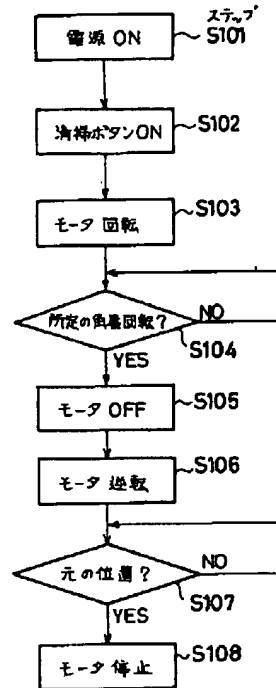 ステップ
電源 ON
S101
清掃ボタンON
S102
モータ 回転
S103
所定の角量回転?
NO
S104
YES
モータ OFF
S105
モータ 逆転
S106
元の位置?
NO
S107
YES
モータ 停止
S108